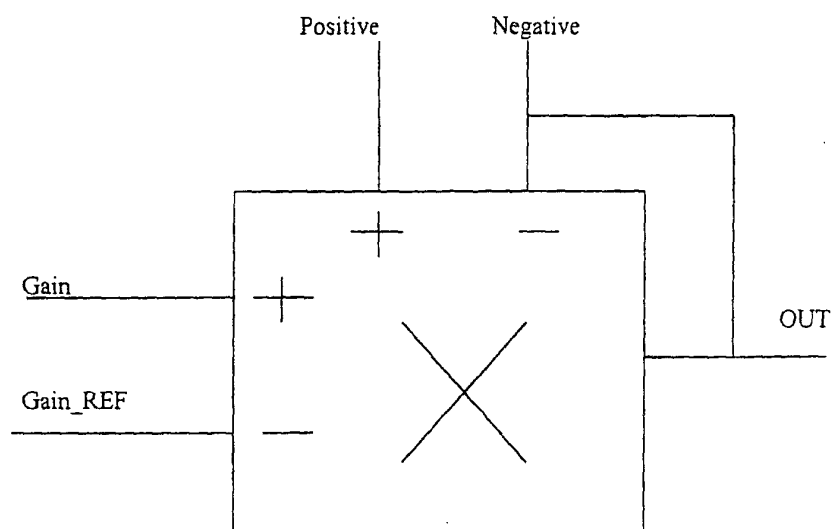 Positive Negative
+ −
Gain +
OUT
Gain_REF −